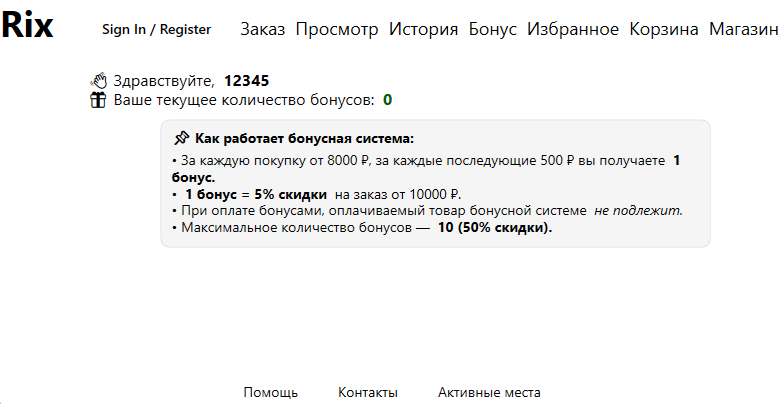 Rix Sign In / Register Заказ Просмотр История Бонус Избранное Корзина Магазин
Здравствуйте, 12345
Ваше текущее количество бонусов: 0
Как работает бонусная система:
• За каждую покупку от 8000 ₽, за каждые последующие 500 ₽ вы получаете 1
бонус.
• 1 бонус = 5% скидки на заказ от 10000 ₽.
• При оплате бонусами, оплачиваемый товар бонусной системе не подлежит.
• Максимальное количество бонусов — 10 (50% скидки).
Помощь Контакты Активные места